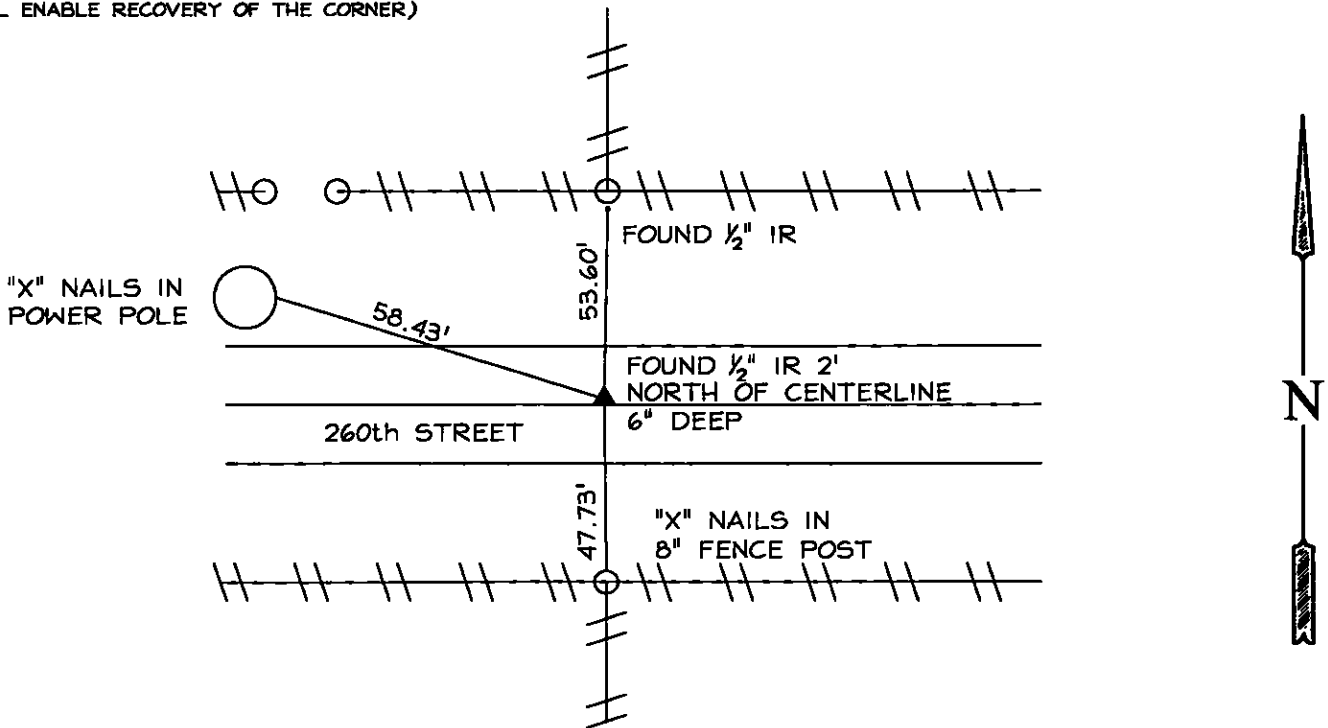 ENABLE RECOVERY OF THE CORNER)
FOUND ½" IR
53.60'
"X" NAILS IN
POWER POLE
58.43'
FOUND ½" IR 2'
NORTH OF CENTERLINE
6" DEEP
260th STREET
N
47.73'
"X" NAILS IN
8" FENCE POST